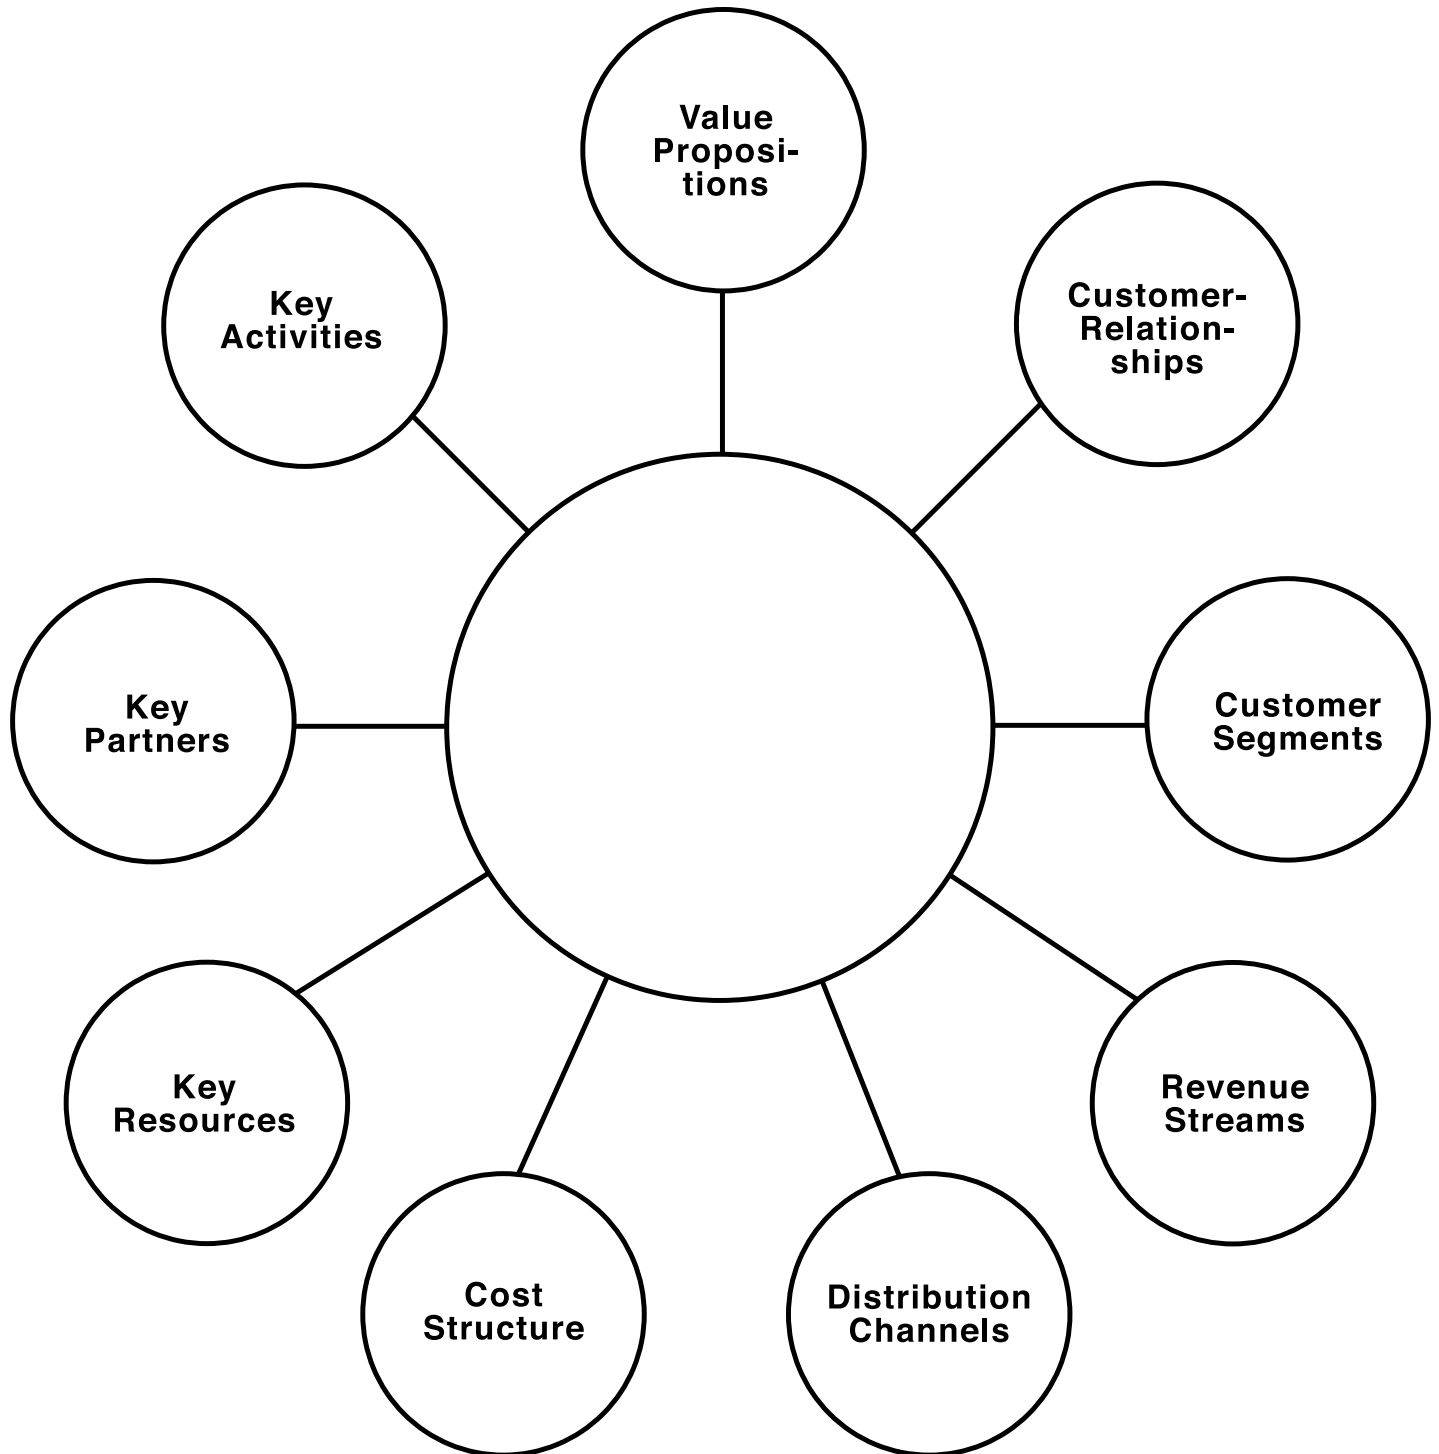 Value
Proposi-
tions
Customer-
Relation-
ships
Key
Activities
Key
Partners
Customer
Segments
Key
Resources
Revenue
Streams
Cost
Structure
Distribution
Channels